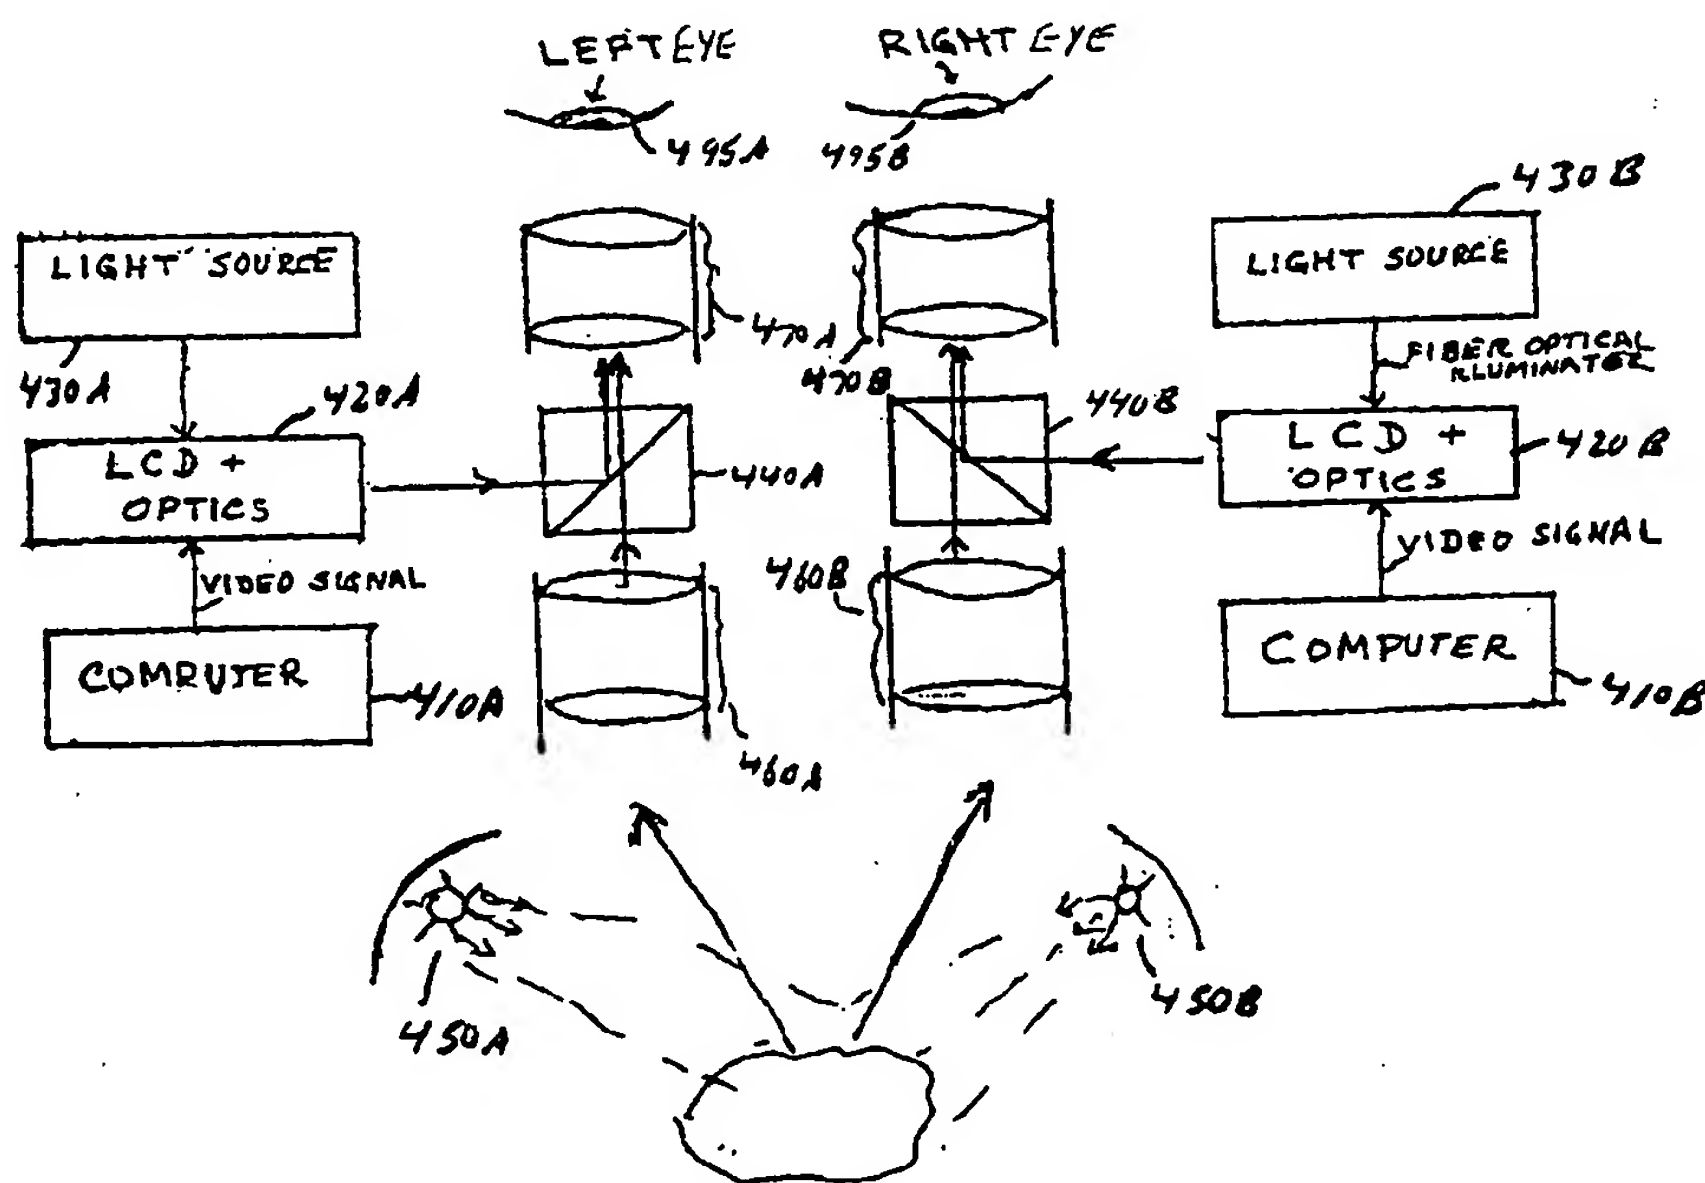 LEFT EYE
RIGHT EYE
495A
495B
430B
LIGHT SOURCE
LIGHT SOURCE
470A
470B
430A
420A
FIBER OPTICAL
ILLUMINATER
440B
LCD +
OPTICS
440A
LCD +
OPTICS
420B
VIDEO SIGNAL
460B
VIDEO SIGNAL
COMPUTER
410A
COMPUTER
410B
460A
450A
450B